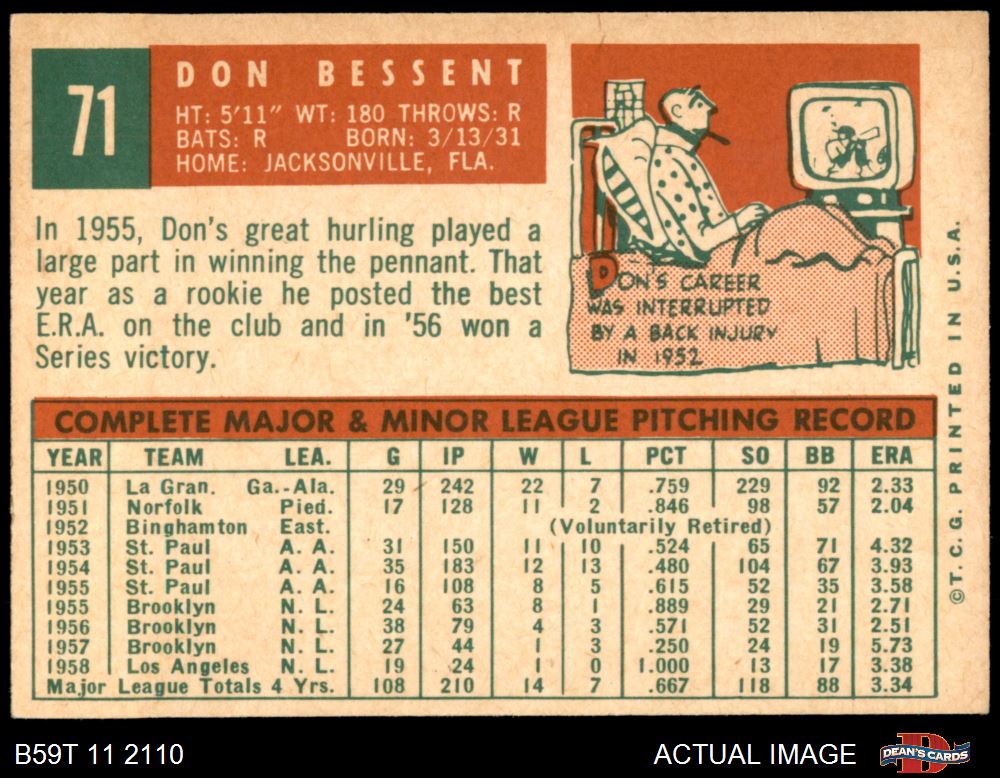 71
DON BESSENT
HT: 5'11" WT: 180 THROWS: R
BATS: R BORN: 3/13/31
HOME: JACKSONVILLE, FLA.
In 1955, Don's great hurling played a
large part in winning the pennant. That
year as a rookie he posted the best
E.R.A. on the club and in '56 won a
Series victory.
DON'S CAREER
WAS INTERRUPTED
BY A BACK INJURY
IN 1952
©T. C. G. PRINTED IN U.S.A.
COMPLETE MAJOR & MINOR LEAGUE PITCHING RECORD
YEAR TEAM LEA. G IP W L PCT SO BB ERA
1950 La Gran. Ga.-Ala. 29 242 22 7 .759 229 92 2.33
1951 Norfolk Pied. 17 128 11 2 .846 98 57 2.04
1952 Binghamton East. (Voluntarily Retired)
1953 St. Paul A. A. 31 150 11 10 .524 65 71 4.32
1954 St. Paul A. A. 35 183 12 13 .480 104 67 3.93
1955 St. Paul A. A. 16 108 8 5 .615 52 35 3.58
1955 Brooklyn N. L. 24 63 8 1 .889 29 21 2.71
1956 Brooklyn N. L. 38 79 4 3 .571 52 31 2.51
1957 Brooklyn N. L. 27 44 1 3 .250 24 19 5.73
1958 Los Angeles N. L. 19 24 1 0 1.000 13 17 3.38
Major League Totals 4 Yrs. 108 210 14 7 .667 118 88 3.34
B59T 11 2110
ACTUAL IMAGE
D
DEAN'S CARDS